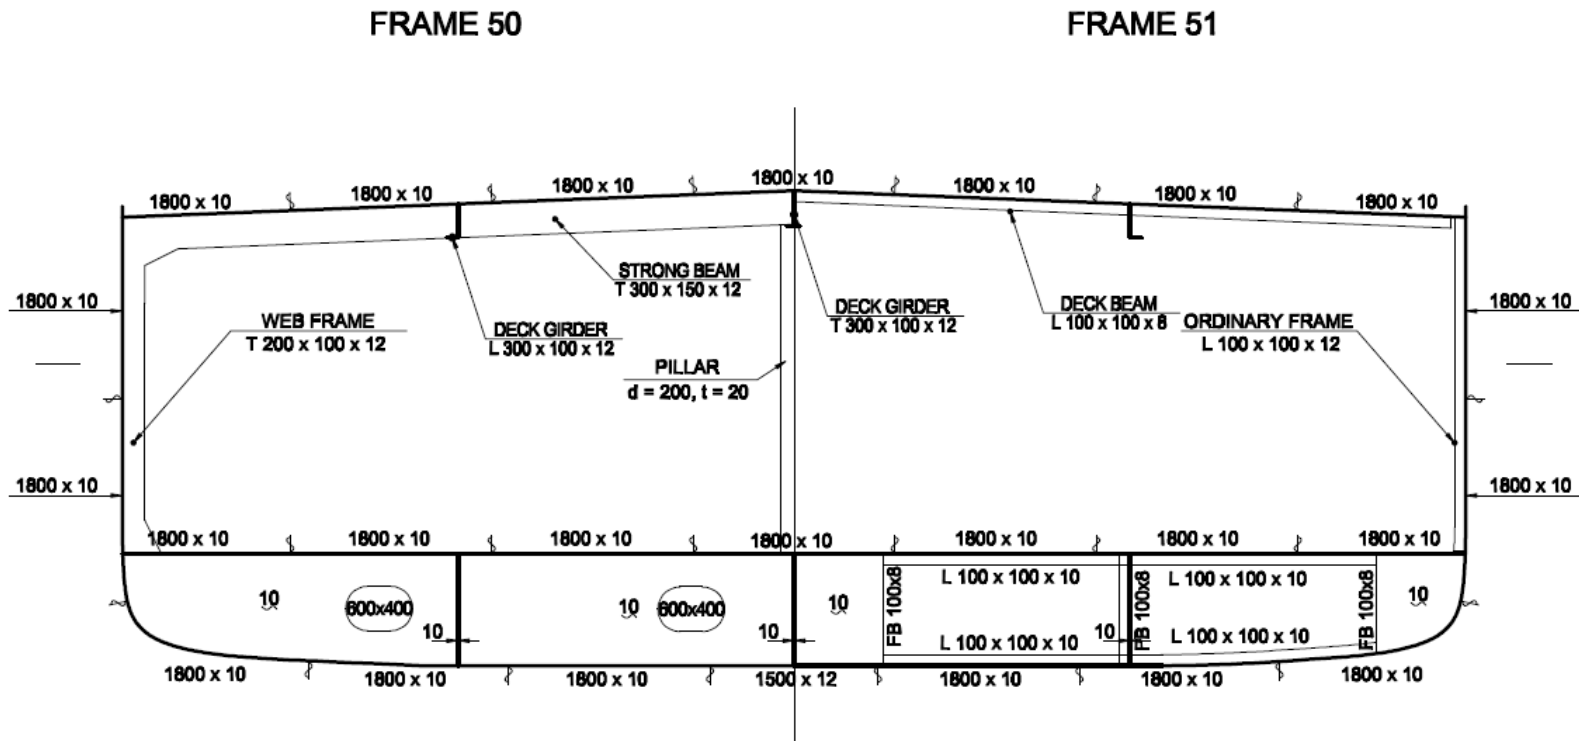 FRAME 50
FRAME 51
1800 x 10
1800 x 10
1800 x 10
1800 x 10
1800 x 10
1800 x 10
1800 x 10
STRONG BEAM
T 300 x 150 x 12
DECK GIRDER
T 300 x 100 x 12
DECK BEAM
L 100 x 100 x 8
1800 x 10
1800 x 10
WEB FRAME
T 200 x 100 x 12
DECK GIRDER
L 300 x 100 x 12
ORDINARY FRAME
L 100 x 100 x 12
PILLAR
d = 200, t = 20
1800 x 10
1800 x 10
1800 x 10
1800 x 10
1800 x 10
1800 x 10
1800 x 10
1800 x 10
1800 x 10
10
600x400
10
600x400
10
FB 100x8
L 100 x 100 x 10
FB 100x8
L 100 x 100 x 10
FB 100x8
10
10
10
L 100 x 100 x 10
10
L 100 x 100 x 10
1800 x 10
1800 x 10
1800 x 10
1500 x 12
1800 x 10
1800 x 10
1800 x 10